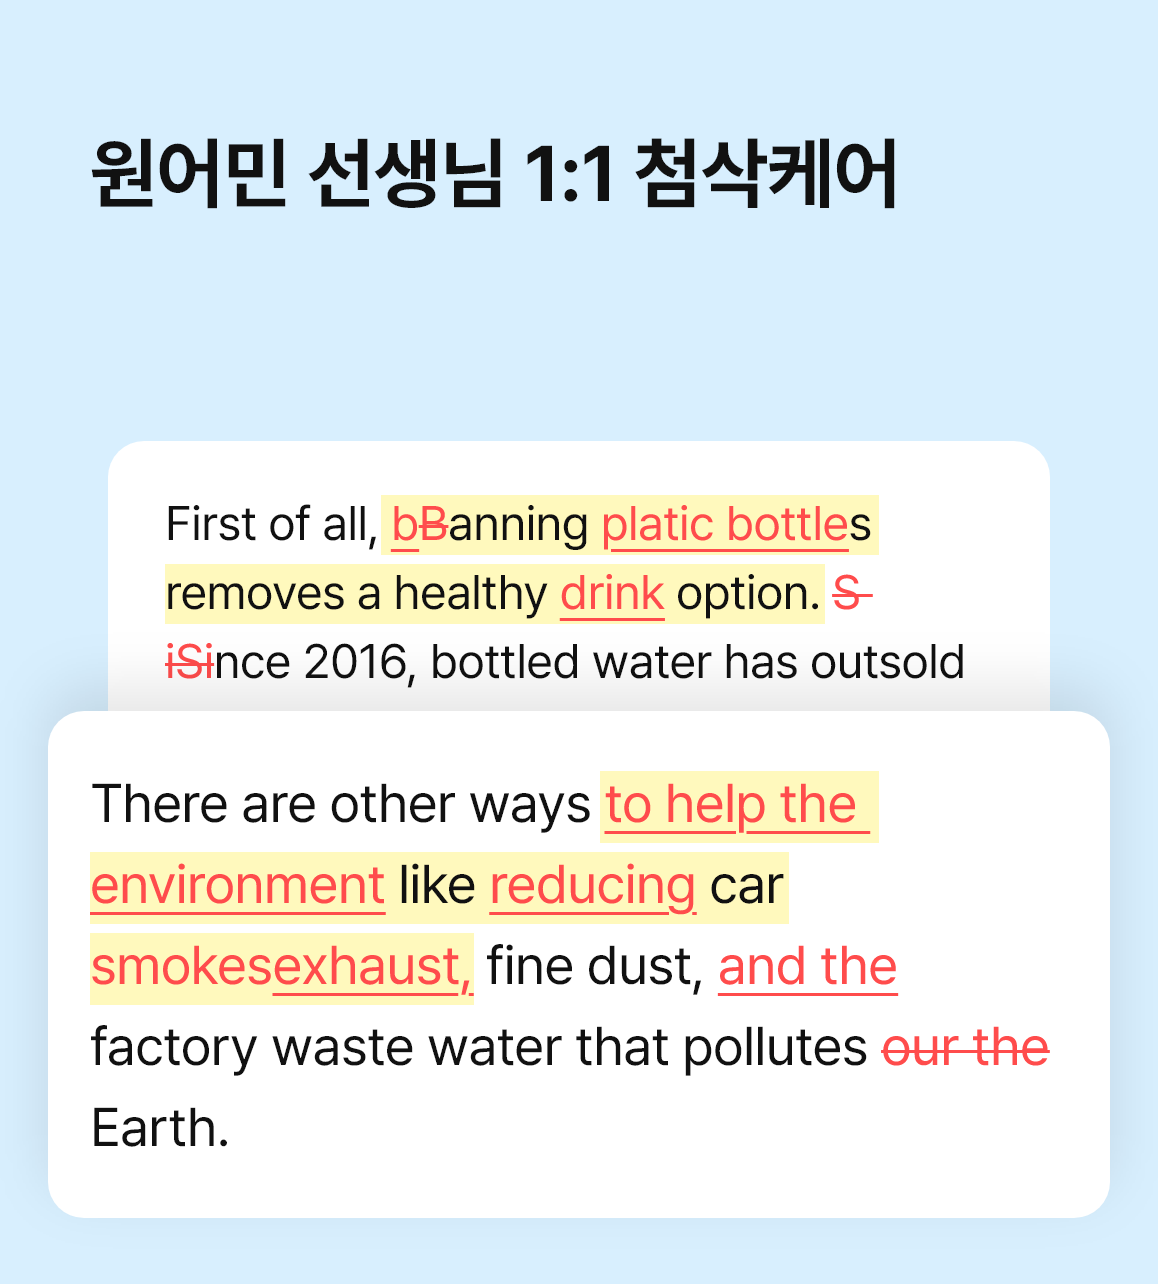 원어민 선생님 1:1 첨삭케어
First of all, bBanning platic bottles
removes a healthy drink option. S
iSince 2016, bottled water has outsold
There are other ways to help the
environment like reducing car
smokesexhaust, fine dust, and the
factory waste water that pollutes our the
Earth.